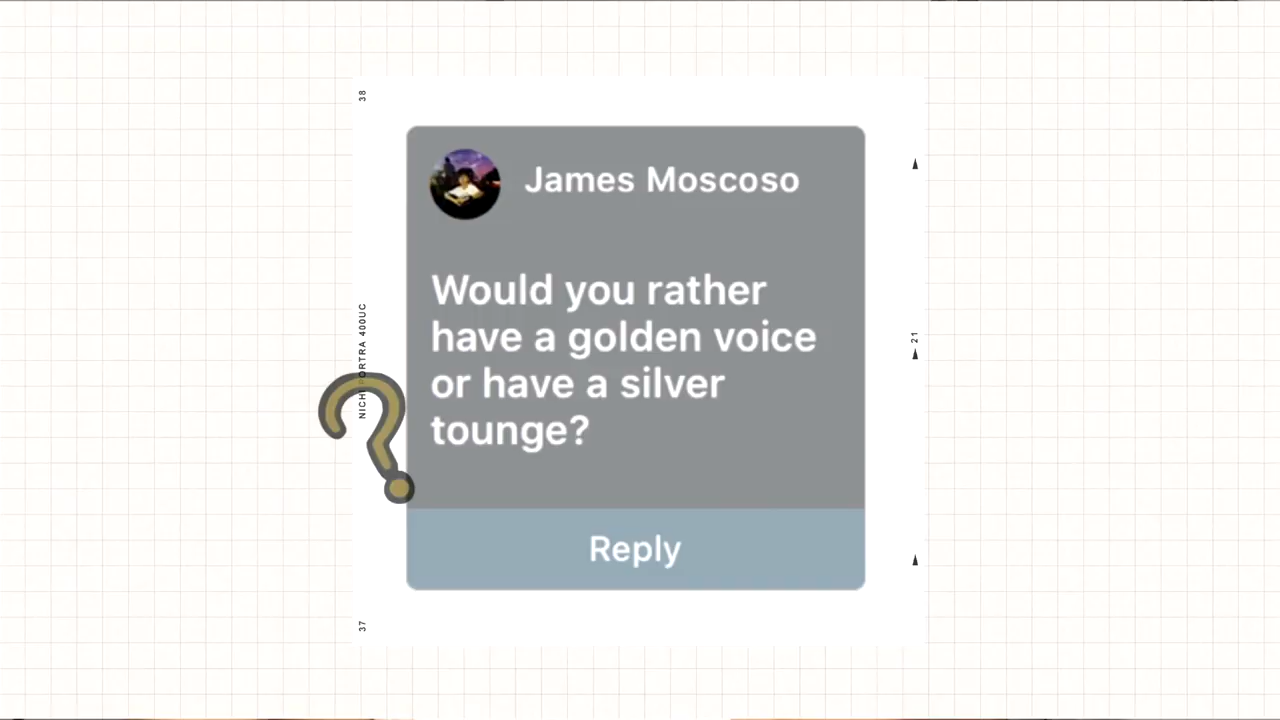 38
James Moscoso
Would you rather
have a golden voice
or have a silver
tounge?
Reply
37
21